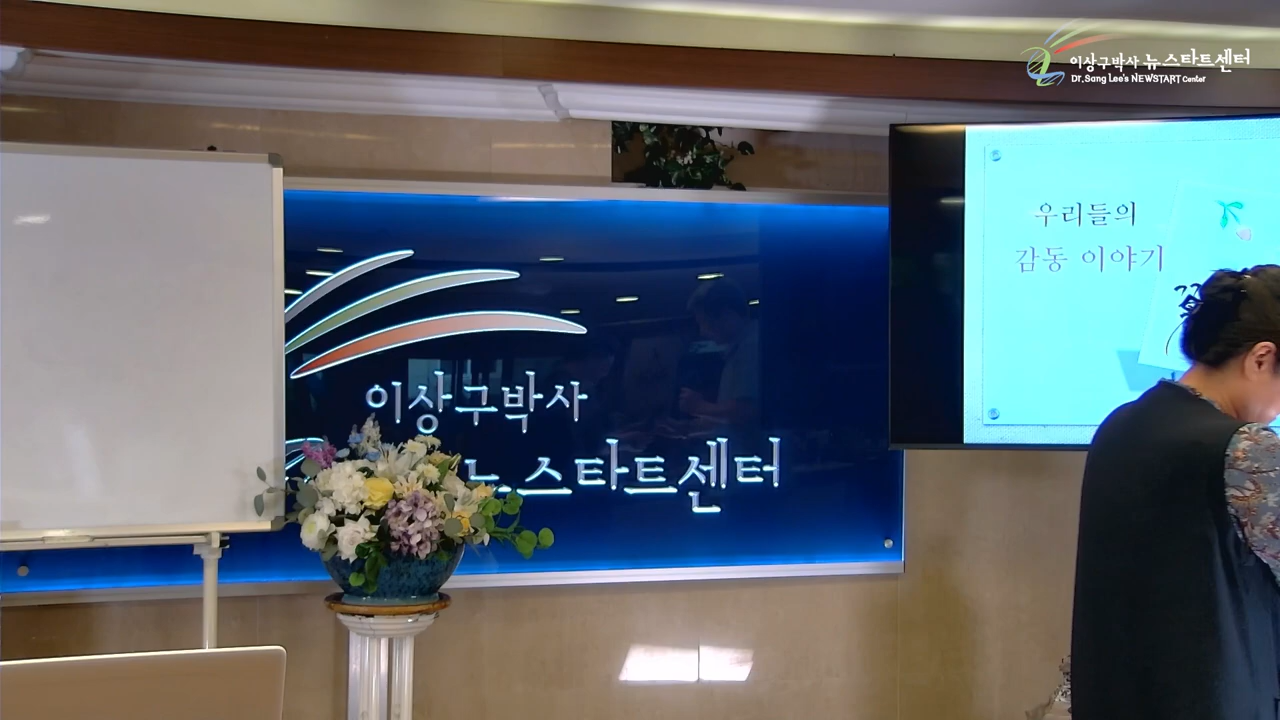 이상구박사 뉴스타트센터
Dr. Sang Lee's NEWSTART Center
우리들의
감동 이야기
이상구박사
뉴스타트센터